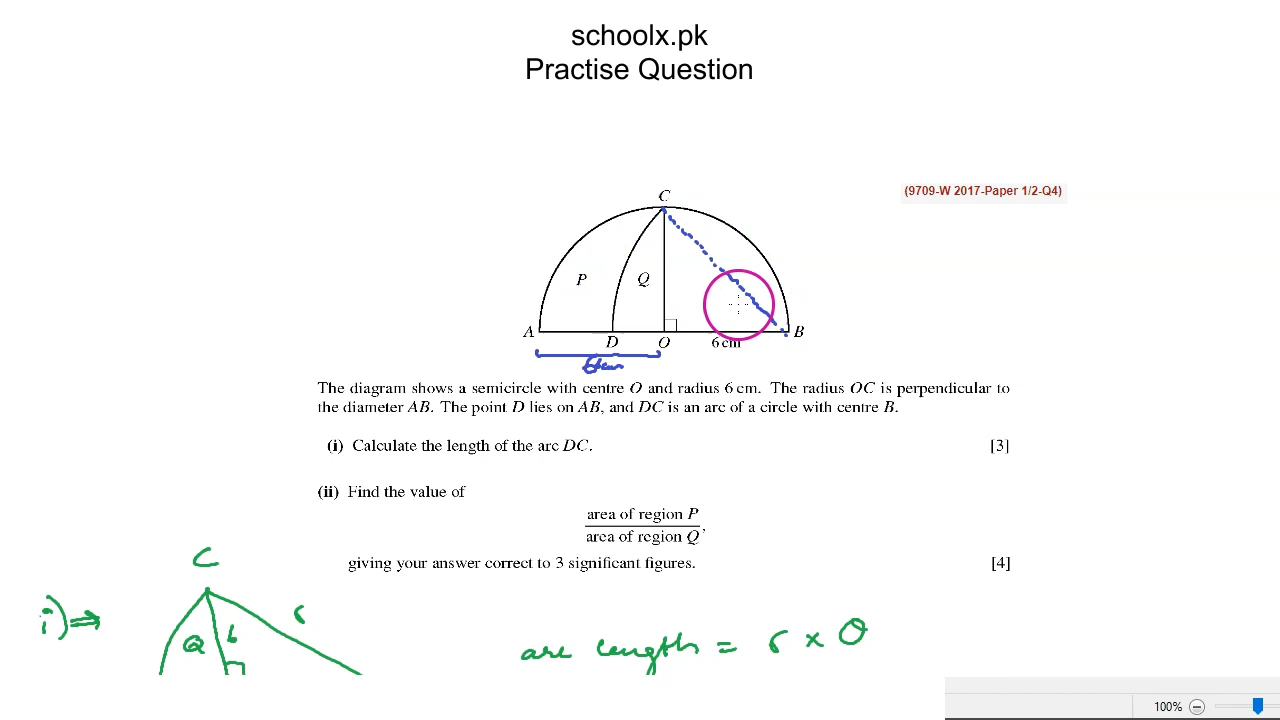 schoolx.pk
Practise Question
(9709-W 2017-Paper 1/2-Q4)
C
P
Q
A
D
O
6 cm
B
6cm
The diagram shows a semicircle with centre O and radius 6 cm. The radius OC is perpendicular to
the diameter AB. The point D lies on AB, and DC is an arc of a circle with centre B.
(i) Calculate the length of the arc DC. [3]
(ii) Find the value of
area of region P
area of region Q,
giving your answer correct to 3 significant figures. [4]
C
i) ⇒
r
Q
6
arc length = r × θ
100%